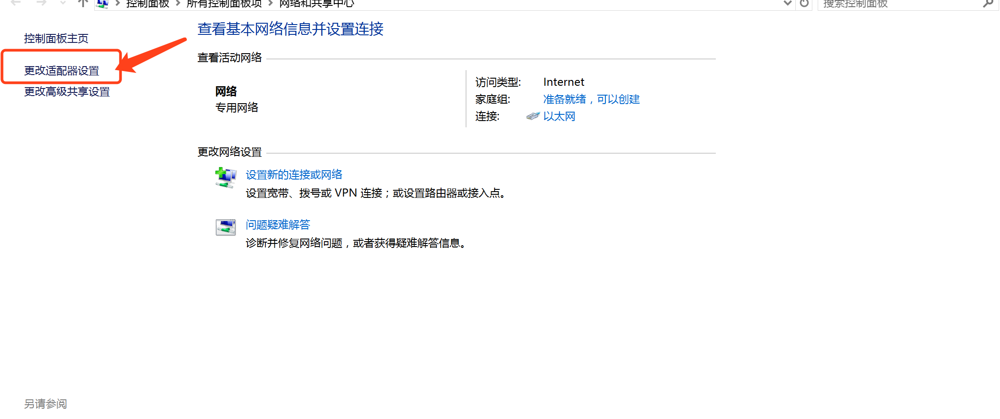 控制面板 所有控制面板项 网络和共享中心
搜索控制面板
控制面板主页
更改适配器设置
更改高级共享设置
查看基本网络信息并设置连接
查看活动网络
网络
专用网络
访问类型: Internet
家庭组: 准备就绪，可以创建
连接: 以太网
更改网络设置
设置新的连接或网络
设置宽带、拨号或 VPN 连接；或设置路由器或接入点。
问题疑难解答
诊断并修复网络问题，或者获得疑难解答信息。
另请参阅